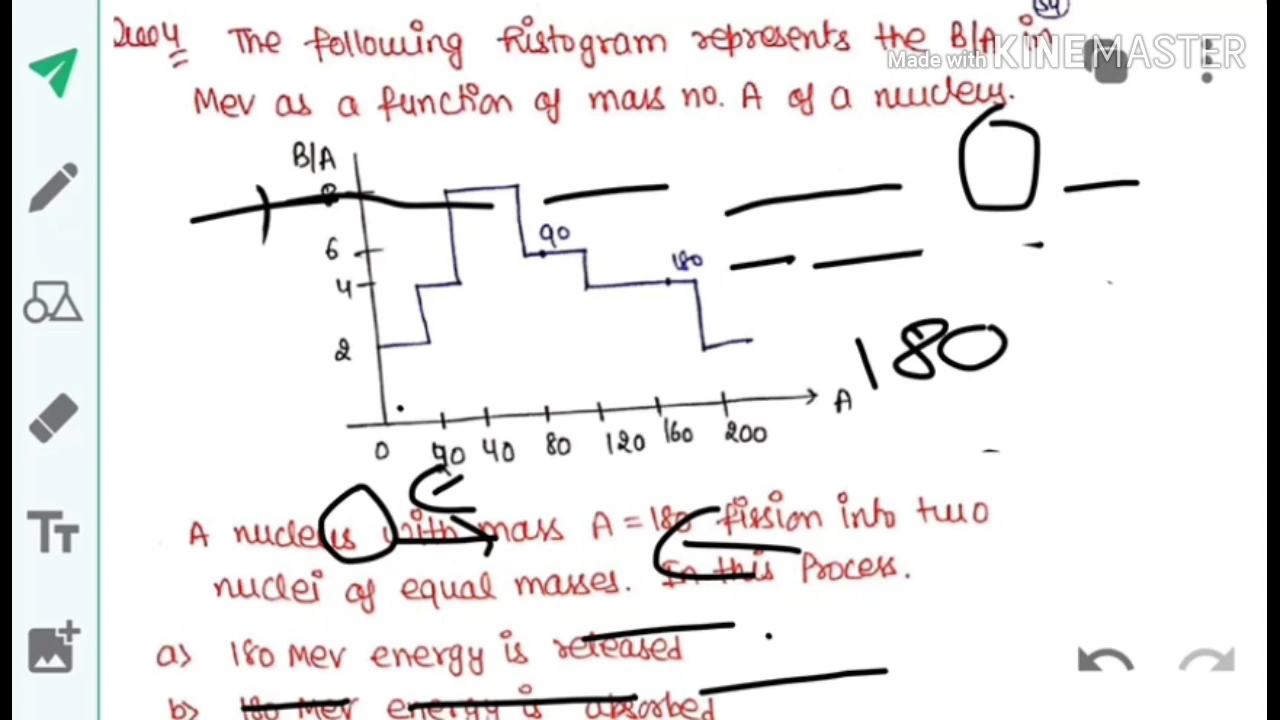 54
The following histogram represents the B/A in
Made with KINEMASTER
Mev as a function of mass no. A of a nucleus.
B/A
8
6
90
4
180
2
180
A
0 20 40 80 120 160 200
A nucleus with mass A = 180 fission into two
nuclei of equal masses. In this Process.
a) 180 Mev energy is released
b) 180 Mev energy is absorbed
TT